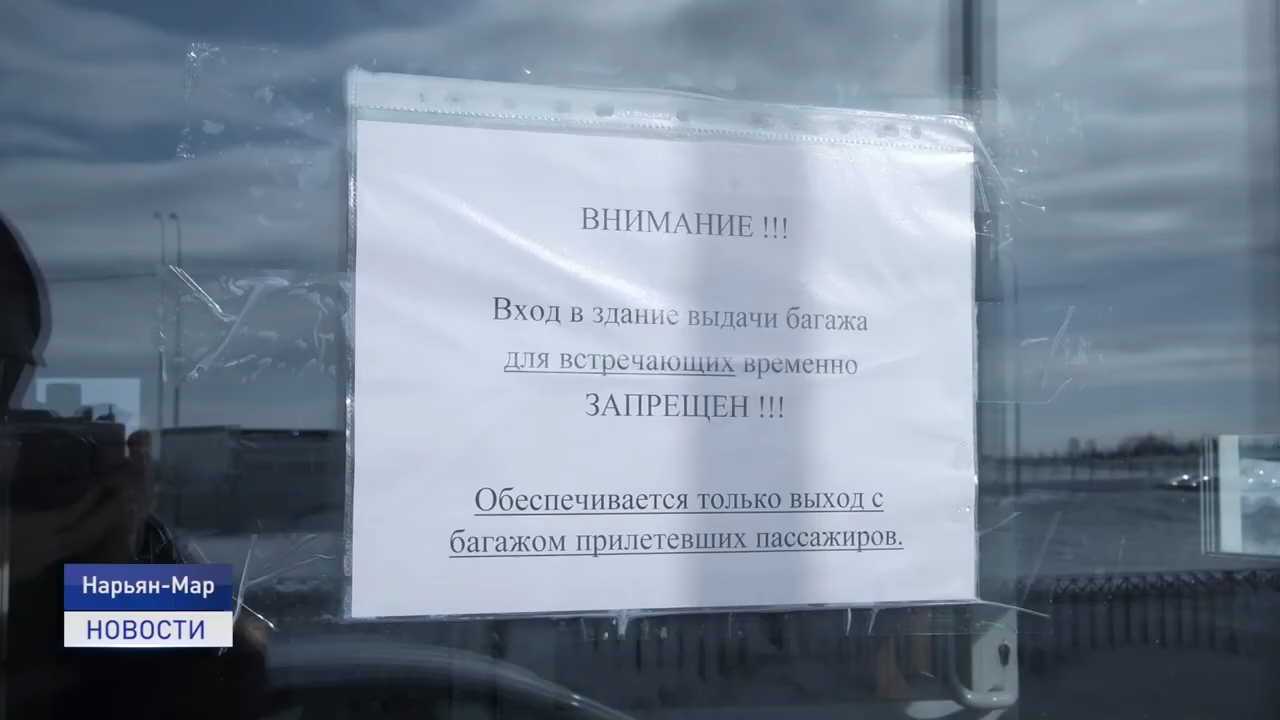 ВНИМАНИЕ !!!
Вход в здание выдачи багажа
для встречающих временно
ЗАПРЕЩЕН !!!
Обеспечивается только выход с
багажом прилетевших пассажиров.
Нарьян-Мар
НОВОСТИ